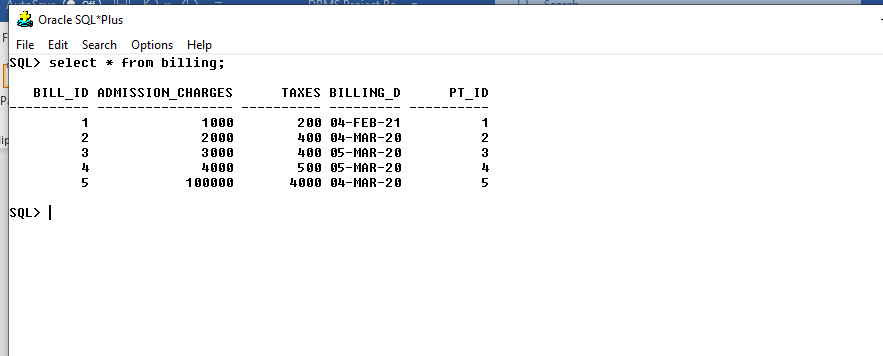 Oracle SQL*Plus
File Edit Search Options Help
SQL> select * from billing;
BILL_ID ADMISSION_CHARGES TAXES BILLING_D PT_ID
---------- ----------------- ---------- --------- ----------
1 1000 200 04-FEB-21 1
2 2000 400 04-MAR-20 2
3 3000 400 05-MAR-20 3
4 4000 500 05-MAR-20 4
5 100000 4000 04-MAR-20 5
SQL>